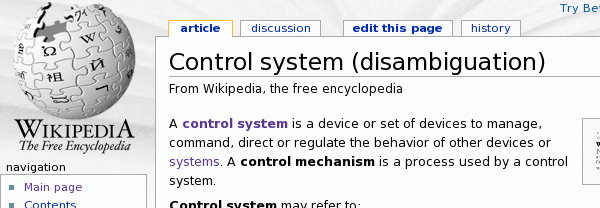 Try Be
article discussion edit this page history
Control system (disambiguation)
From Wikipedia, the free encyclopedia
WIKIPEDIA
The Free Encyclopedia
A control system is a device or set of devices to manage,
command, direct or regulate the behavior of other devices or
systems. A control mechanism is a process used by a control
system.
Control system may refer to:
navigation
Main page
Contents